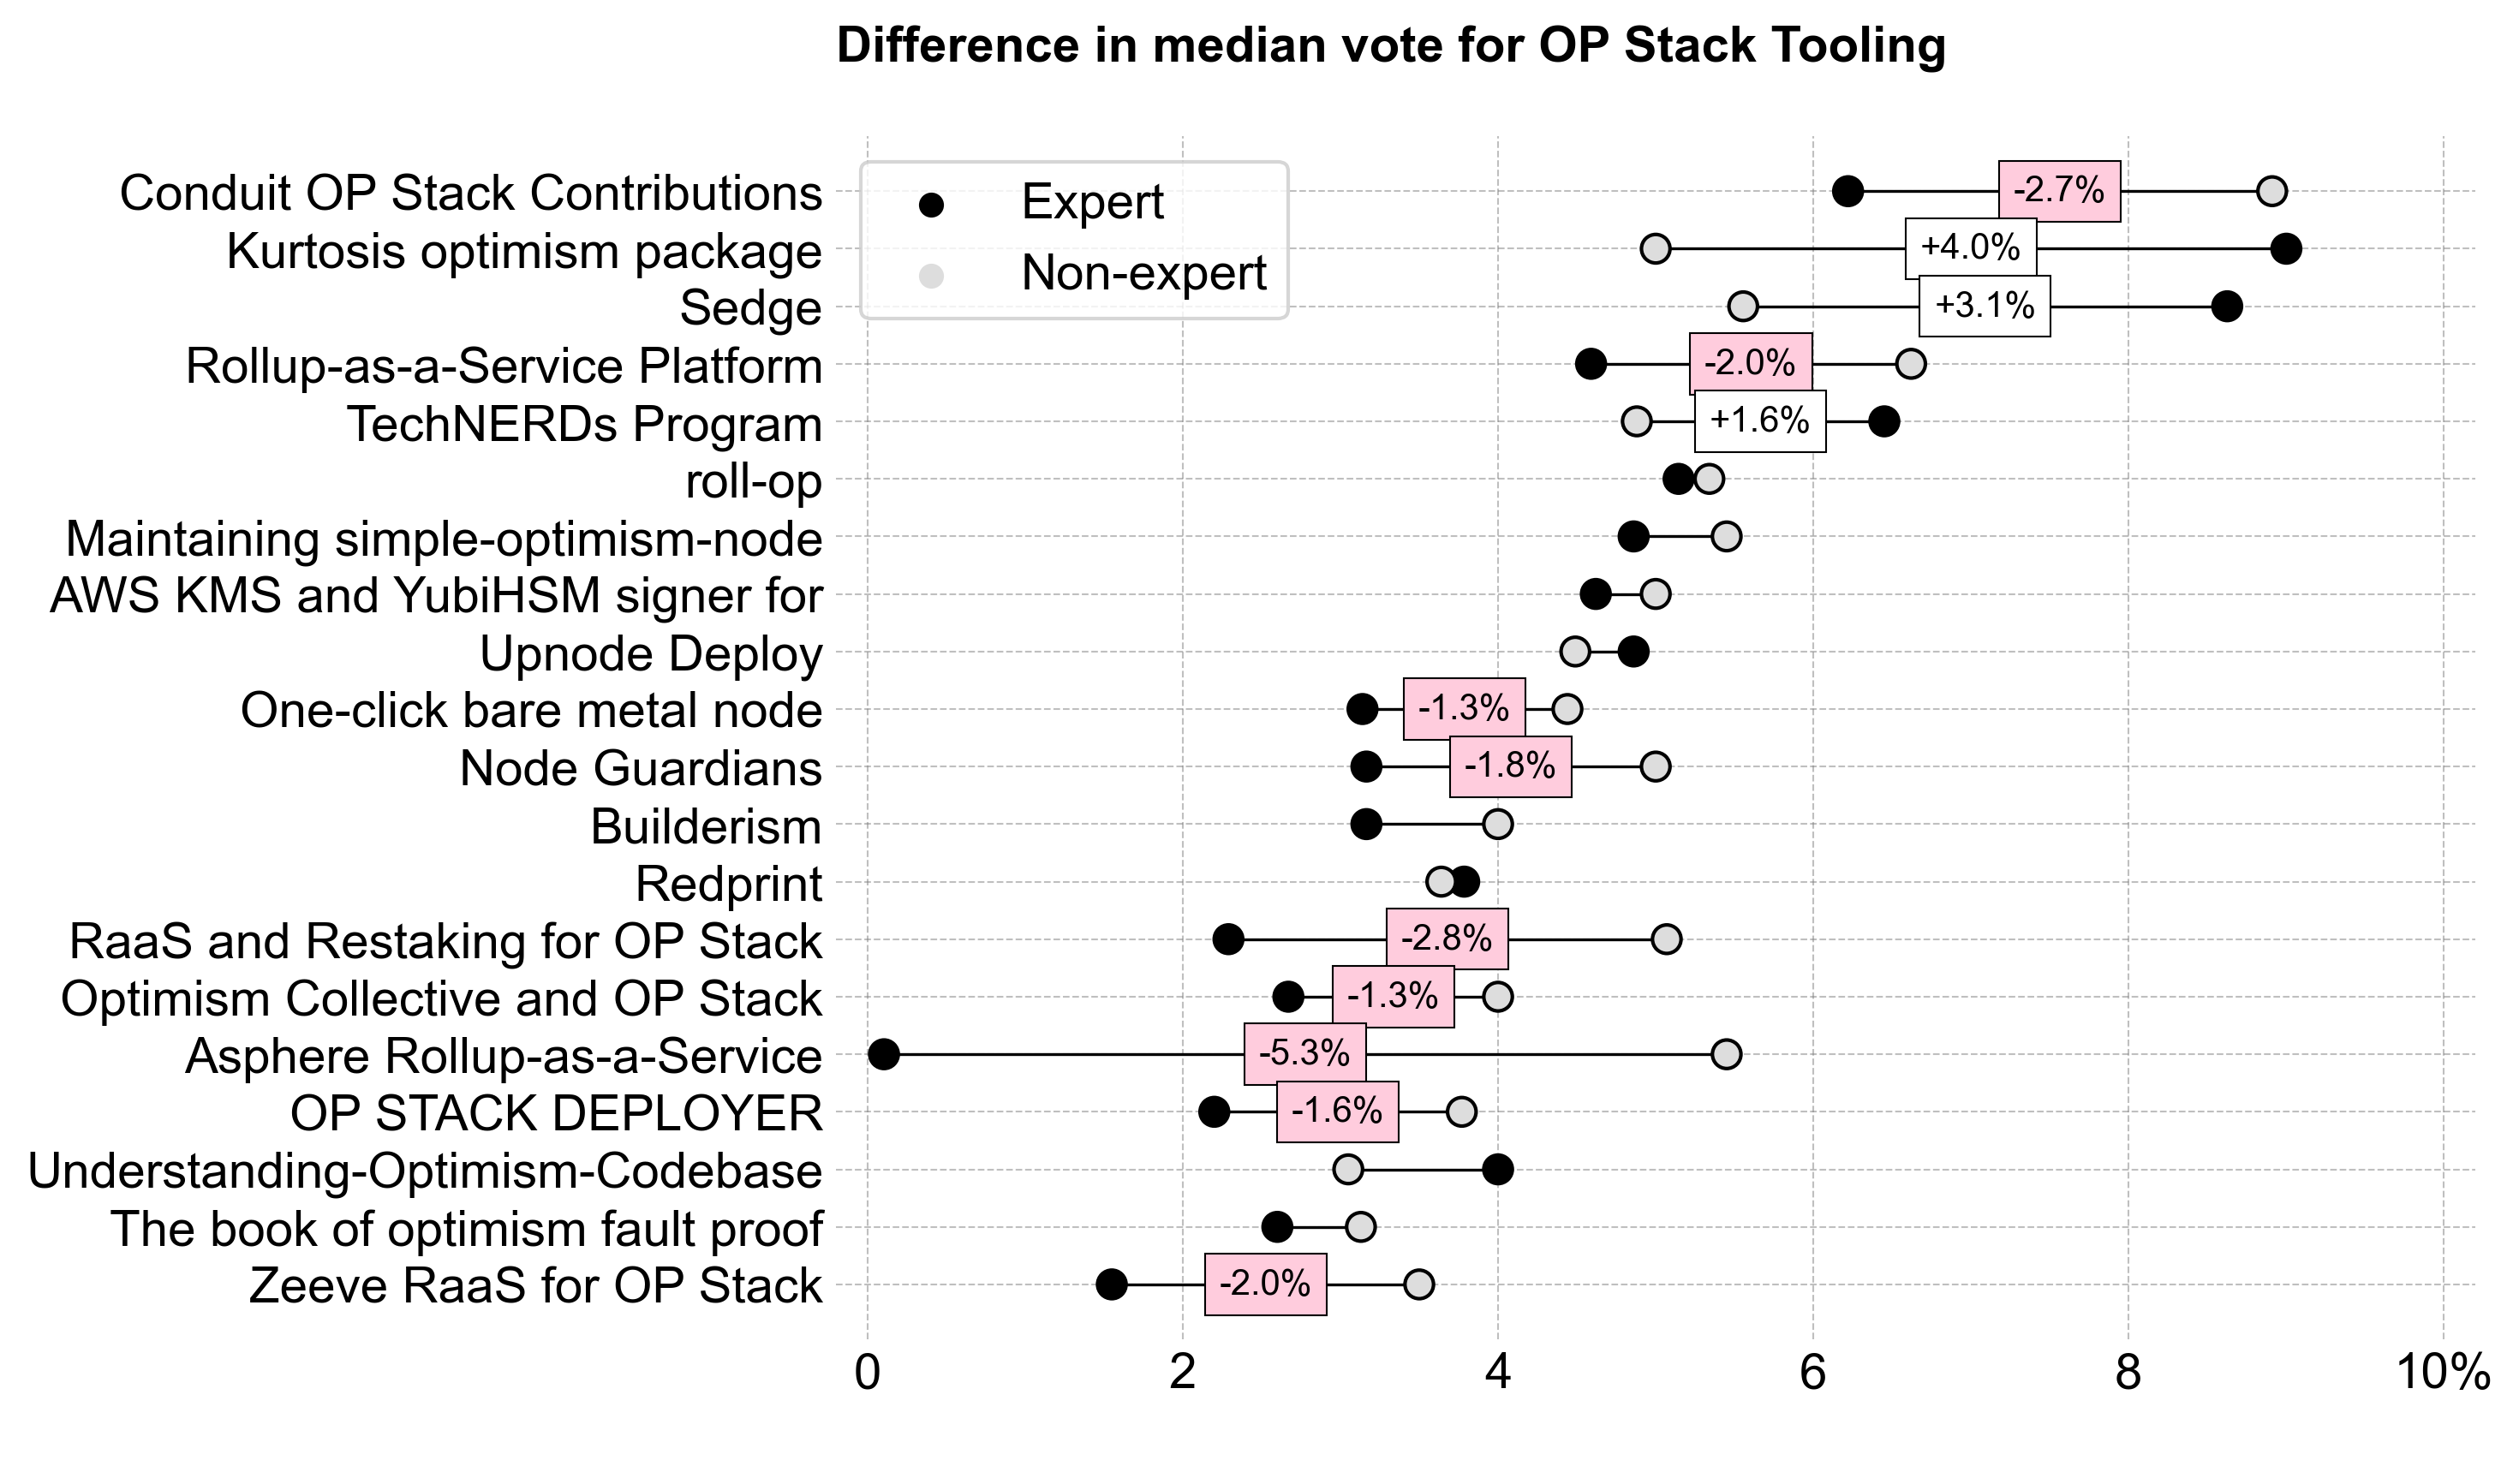 Difference in median vote for OP Stack Tooling
Expert
Non-expert
Conduit OP Stack Contributions
-2.7%
Kurtosis optimism package
+4.0%
Sedge
+3.1%
Rollup-as-a-Service Platform
-2.0%
TechNERDs Program
+1.6%
roll-op
Maintaining simple-optimism-node
AWS KMS and YubiHSM signer for
Upnode Deploy
One-click bare metal node
-1.3%
Node Guardians
-1.8%
Builderism
Redprint
RaaS and Restaking for OP Stack
-2.8%
Optimism Collective and OP Stack
-1.3%
Asphere Rollup-as-a-Service
-5.3%
OP STACK DEPLOYER
-1.6%
Understanding-Optimism-Codebase
The book of optimism fault proof
Zeeve RaaS for OP Stack
-2.0%
0 2 4 6 8 10%